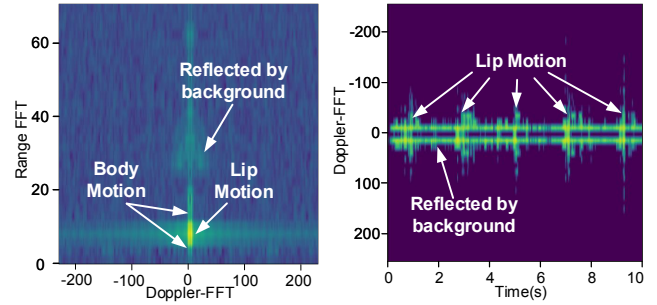 60
40
20
0
Range FFT
Reflected by
background
Body
Motion
Lip
Motion
-200 -100 0 100 200
Doppler-FFT
-200
-100
0
100
200
Doppler-FFT
Lip Motion
Reflected by
background
0 2 4 6 8 10
Time(s)